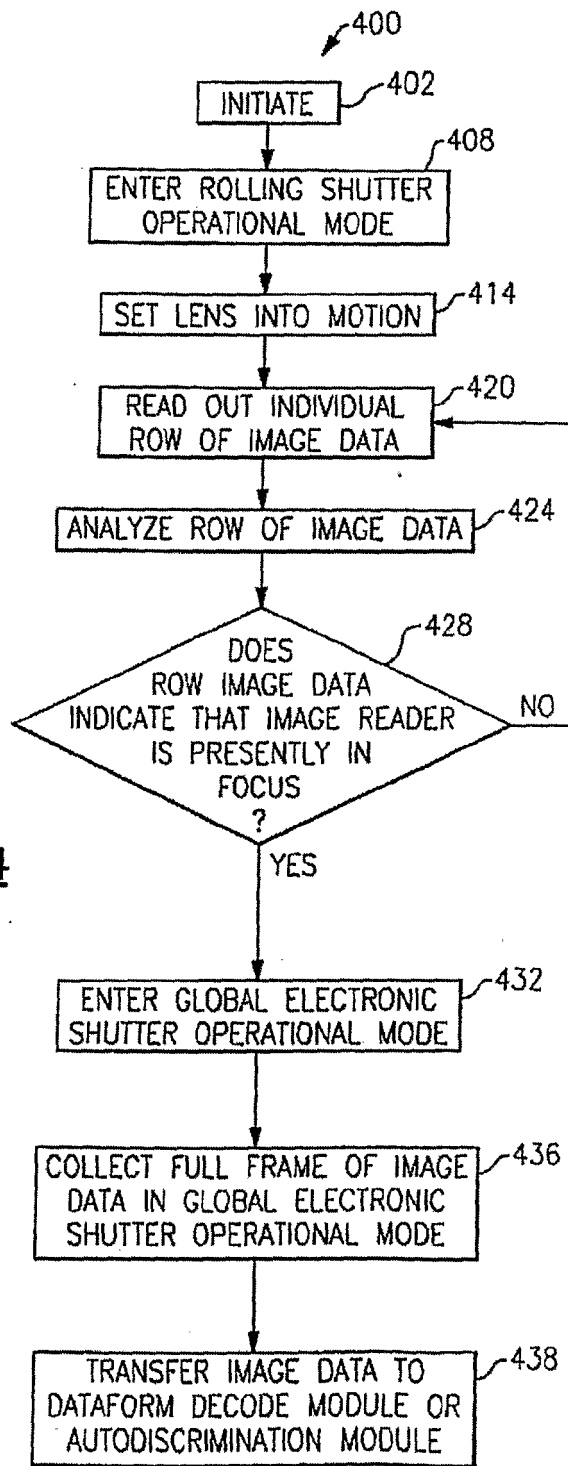 400
INITIATE
402
408
ENTER ROLLING SHUTTER
OPERATIONAL MODE
SET LENS INTO MOTION
414
420
READ OUT INDIVIDUAL
ROW OF IMAGE DATA
ANALYZE ROW OF IMAGE DATA
424
428
DOES
ROW IMAGE DATA
INDICATE THAT IMAGE READER
IS PRESENTLY IN
FOCUS
?
NO
YES
432
ENTER GLOBAL ELECTRONIC
SHUTTER OPERATIONAL MODE
436
COLLECT FULL FRAME OF IMAGE
DATA IN GLOBAL ELECTRONIC
SHUTTER OPERATIONAL MODE
438
TRANSFER IMAGE DATA TO
DATAFORM DECODE MODULE OR
AUTODISCRIMINATION MODULE